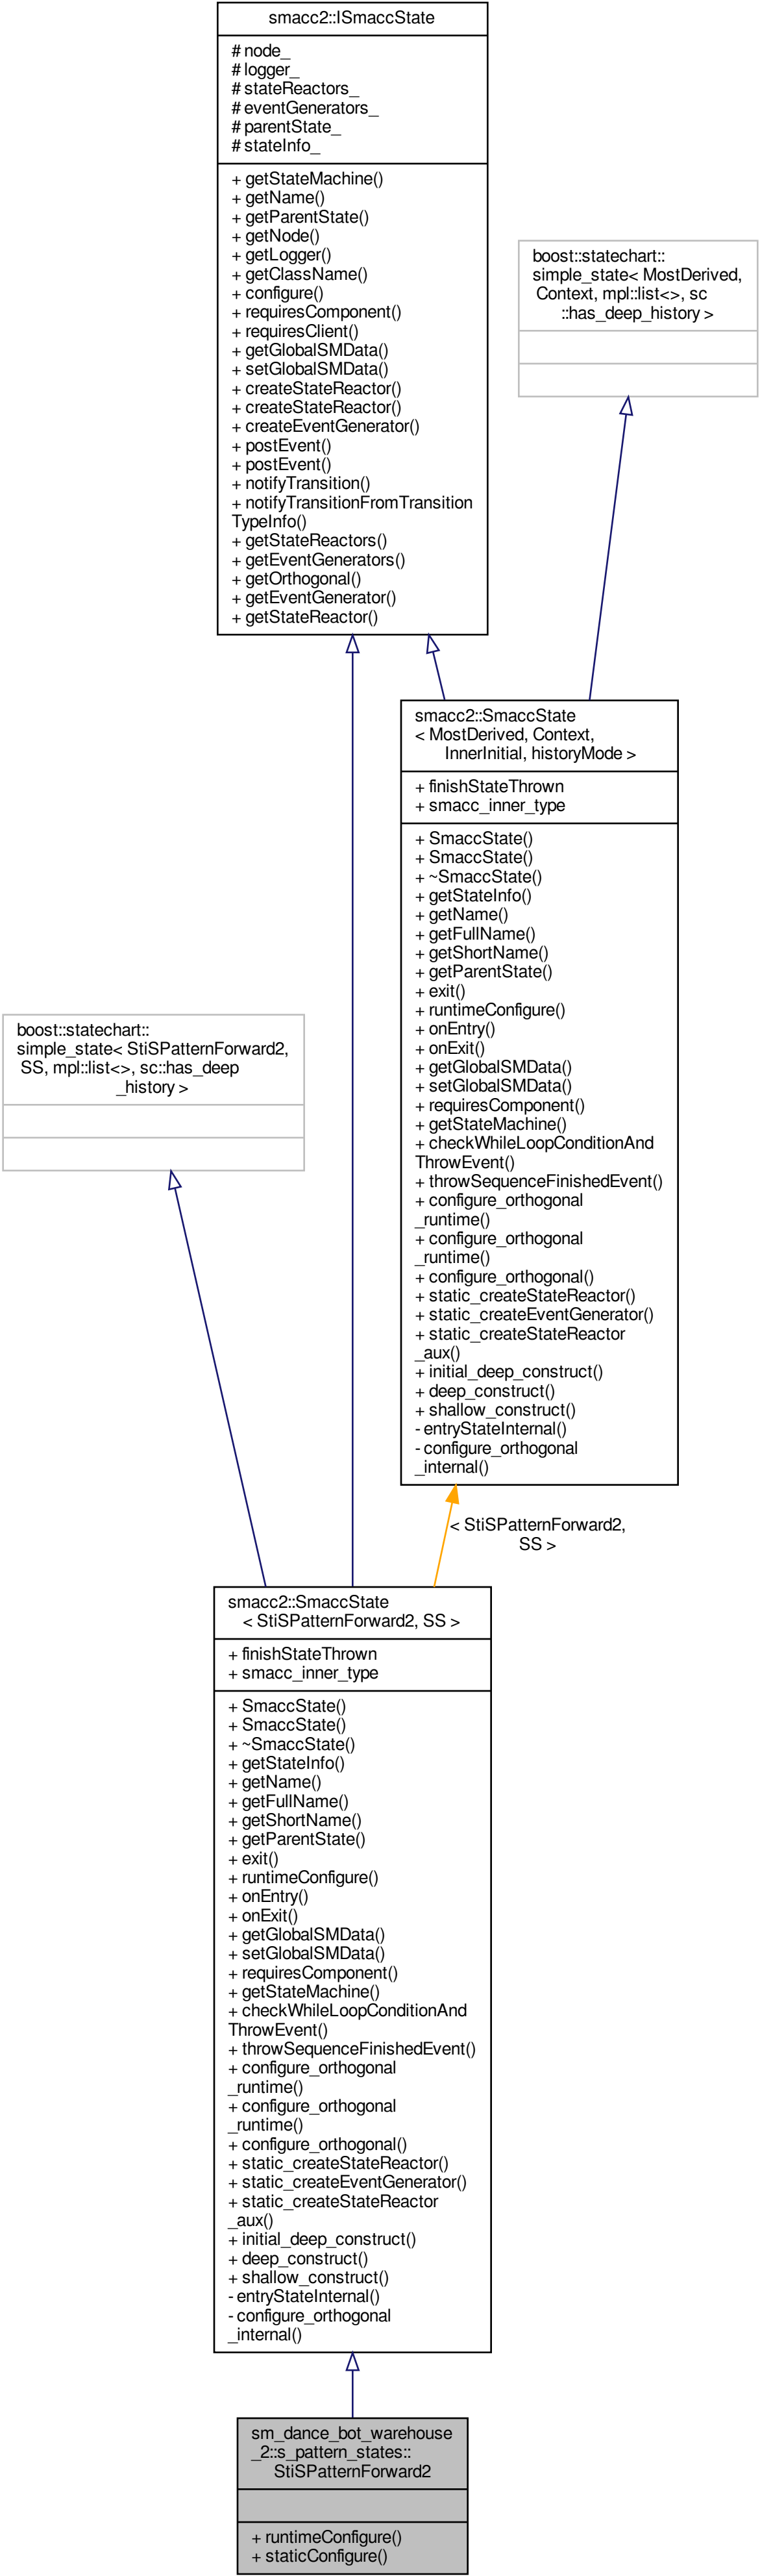 smacc2::ISmaccState
# node_
# logger_
# stateReactors_
# eventGenerators_
# parentState_
# stateInfo_
+ getStateMachine()
+ getName()
+ getParentState()
+ getNode()
+ getLogger()
+ getClassName()
+ configure()
+ requiresComponent()
+ requiresClient()
+ getGlobalSMData()
+ setGlobalSMData()
+ createStateReactor()
+ createStateReactor()
+ createEventGenerator()
+ postEvent()
+ postEvent()
+ notifyTransition()
+ notifyTransitionFromTransition
TypeInfo()
+ getStateReactors()
+ getEventGenerators()
+ getOrthogonal()
+ getEventGenerator()
+ getStateReactor()
boost::statechart::
simple_state< MostDerived,
Context, mpl::list<>, sc
::has_deep_history >
smacc2::SmaccState
< MostDerived, Context,
InnerInitial, historyMode >
+ finishStateThrown
+ smacc_inner_type
+ SmaccState()
+ SmaccState()
+ ~SmaccState()
+ getStateInfo()
+ getName()
+ getFullName()
+ getShortName()
+ getParentState()
+ exit()
+ runtimeConfigure()
+ onEntry()
+ onExit()
+ getGlobalSMData()
+ setGlobalSMData()
+ requiresComponent()
+ getStateMachine()
+ checkWhileLoopConditionAnd
ThrowEvent()
+ throwSequenceFinishedEvent()
+ configure_orthogonal
_runtime()
+ configure_orthogonal
_runtime()
+ configure_orthogonal()
+ static_createStateReactor()
+ static_createEventGenerator()
+ static_createStateReactor
_aux()
+ initial_deep_construct()
+ deep_construct()
+ shallow_construct()
- entryStateInternal()
- configure_orthogonal
_internal()
boost::statechart::
simple_state< StiSPatternForward2,
SS, mpl::list<>, sc::has_deep
_history >
< StiSPatternForward2,
SS >
smacc2::SmaccState
< StiSPatternForward2, SS >
+ finishStateThrown
+ smacc_inner_type
+ SmaccState()
+ SmaccState()
+ ~SmaccState()
+ getStateInfo()
+ getName()
+ getFullName()
+ getShortName()
+ getParentState()
+ exit()
+ runtimeConfigure()
+ onEntry()
+ onExit()
+ getGlobalSMData()
+ setGlobalSMData()
+ requiresComponent()
+ getStateMachine()
+ checkWhileLoopConditionAnd
ThrowEvent()
+ throwSequenceFinishedEvent()
+ configure_orthogonal
_runtime()
+ configure_orthogonal
_runtime()
+ configure_orthogonal()
+ static_createStateReactor()
+ static_createEventGenerator()
+ static_createStateReactor
_aux()
+ initial_deep_construct()
+ deep_construct()
+ shallow_construct()
- entryStateInternal()
- configure_orthogonal
_internal()
sm_dance_bot_warehouse
_2::s_pattern_states::
StiSPatternForward2
+ runtimeConfigure()
+ staticConfigure()